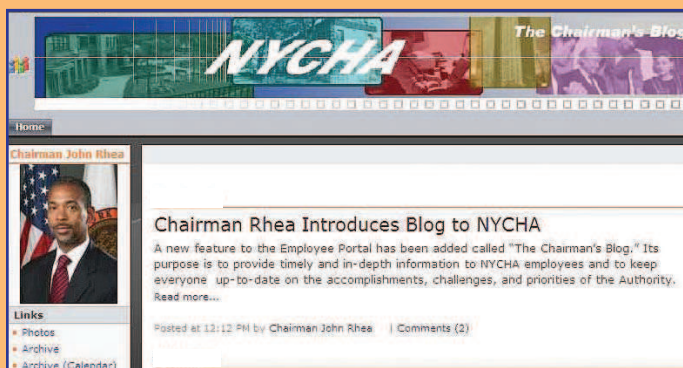 The Chairman's Blog
NYCHA
Home
Chairman John Rhea
Chairman Rhea Introduces Blog to NYCHA
A new feature to the Employee Portal has been added called "The Chairman's Blog." Its
purpose is to provide timely and in-depth information to NYCHA employees and to keep
everyone up-to-date on the accomplishments, challenges, and priorities of the Authority.
Read more...
Posted at 12:12 PM by Chairman John Rhea | Comments (2)
Links
Photos
Archive
Archive (Calendar)